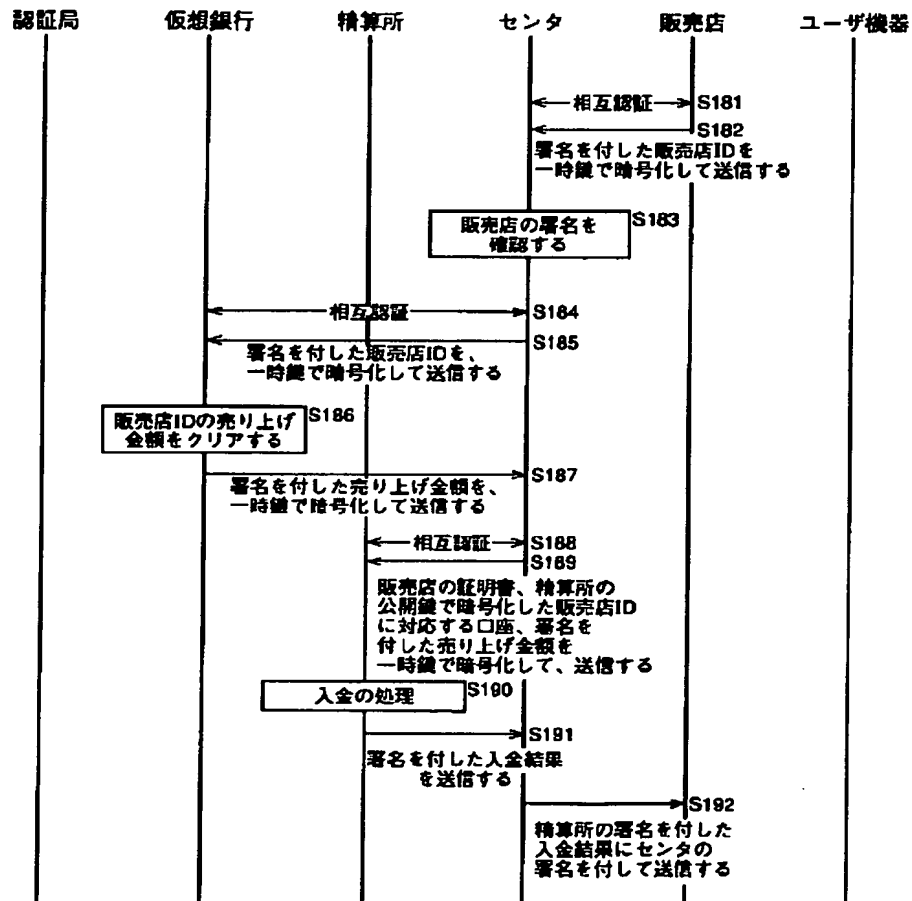 認証局 仮想銀行 精算所 センタ 販売店 ユーザ機器
相互認証 S181
S182
署名を付した販売店IDを
一時鍵で暗号化して送信する
販売店の署名を
確認する
S183
相互認証 S184
S185
署名を付した販売店IDを、
一時鍵で暗号化して送信する
販売店IDの売り上げ
金額をクリアする
S186
S187
署名を付した売り上げ金額を、
一時鍵で暗号化して送信する
相互認証 S188
S189
販売店の証明書、精算所の
公開鍵で暗号化した販売店ID
に対応する口座、署名を
付した売り上げ金額を
一時鍵で暗号化して、送信する
入金の処理 S190
S191
署名を付した入金結果
を送信する
S192
精算所の署名を付した
入金結果にセンタの
署名を付して送信する